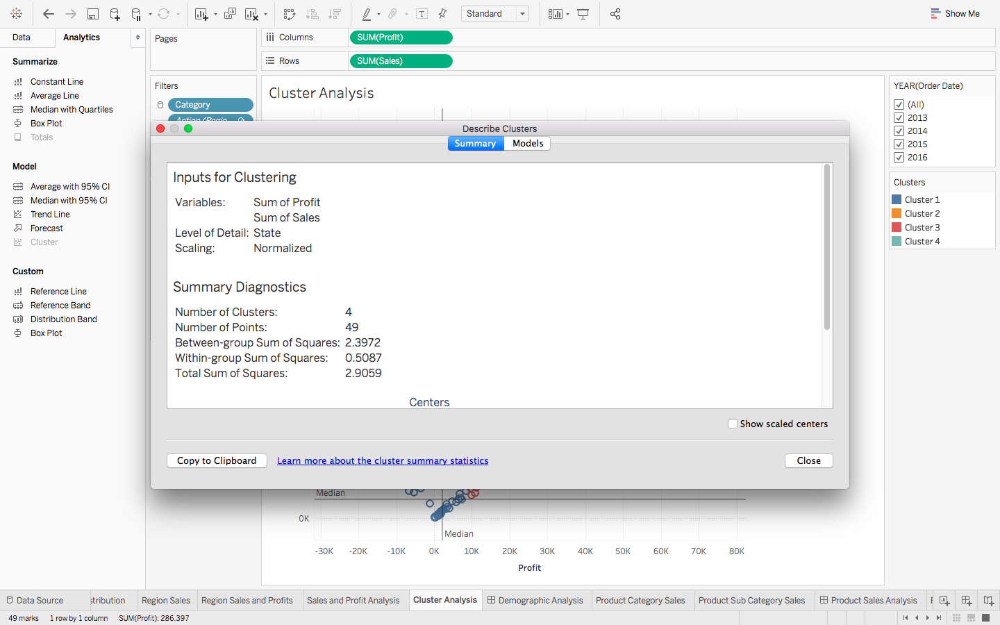 Standard
Show Me
Data
Analytics
Pages
Columns
SUM(Profit)
Rows
SUM(Sales)
Summarize
Constant Line
Average Line
Median with Quartiles
Box Plot
Totals
Model
Average with 95% CI
Median with 95% CI
Trend Line
Forecast
Cluster
Custom
Reference Line
Reference Band
Distribution Band
Box Plot
Filters
Category
Cluster Analysis
YEAR(Order Date)
(All)
2013
2014
2015
2016
Clusters
Cluster 1
Cluster 2
Cluster 3
Cluster 4
Describe Clusters
Summary
Models
Inputs for Clustering
Variables: Sum of Profit
Sum of Sales
Level of Detail: State
Scaling: Normalized
Summary Diagnostics
Number of Clusters: 4
Number of Points: 49
Between-group Sum of Squares: 2.3972
Within-group Sum of Squares: 0.5087
Total Sum of Squares: 2.9059
Centers
Show scaled centers
Copy to Clipboard
Learn more about the cluster summary statistics
Close
Median
0K
Median
-30K -20K -10K 0K 10K 20K 30K 40K 50K 60K 70K 80K
Profit
Data Source
stribution
Region Sales
Region Sales and Profits
Sales and Profit Analysis
Cluster Analysis
Demographic Analysis
Product Category Sales
Product Sub Category Sales
Product Sales Analysis
49 marks
1 row by 1 column
SUM(Profit): 286,397